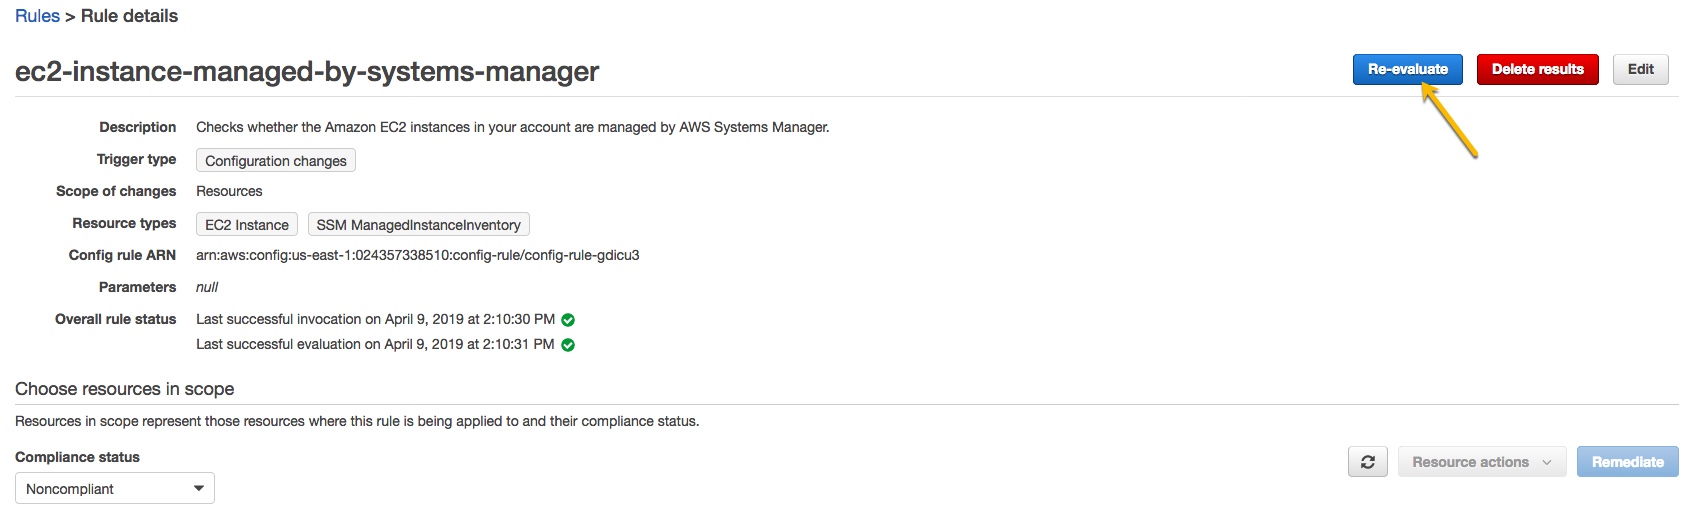 Rules > Rule details
ec2-instance-managed-by-systems-manager
Re-evaluate Delete results Edit
Description Checks whether the Amazon EC2 instances in your account are managed by AWS Systems Manager.
Trigger type Configuration changes
Scope of changes Resources
Resource types EC2 Instance SSM ManagedInstanceInventory
Config rule ARN arn:aws:config:us-east-1:024357338510:config-rule/config-rule-gdicu3
Parameters null
Overall rule status Last successful invocation on April 9, 2019 at 2:10:30 PM
Last successful evaluation on April 9, 2019 at 2:10:31 PM
Choose resources in scope
Resources in scope represent those resources where this rule is being applied to and their compliance status.
Compliance status
Resource actions Remediate
Noncompliant